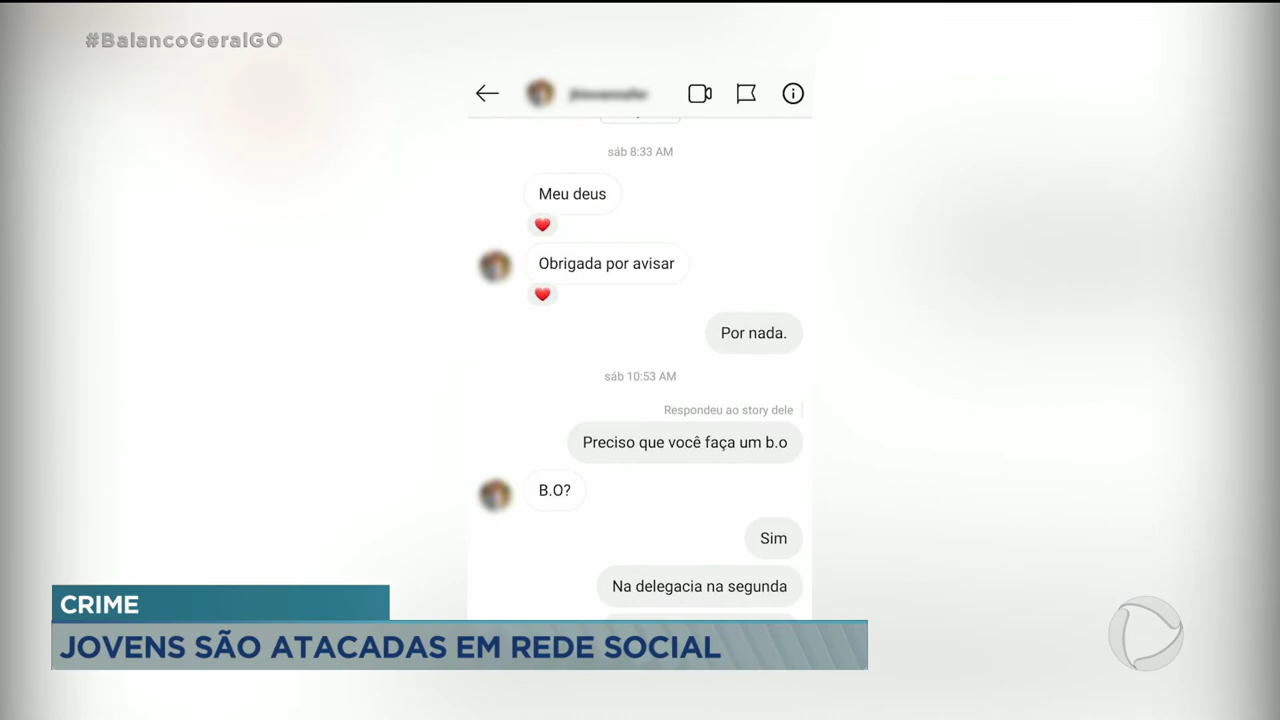 #BalancoGeralGO
sáb 8:33 AM
Meu deus
Obrigada por avisar
Por nada.
sáb 10:53 AM
Respondeu ao story dele
Preciso que você faça um b.o
B.O?
Sim
Na delegacia na segunda
CRIME
JOVENS SÃO ATACADAS EM REDE SOCIAL